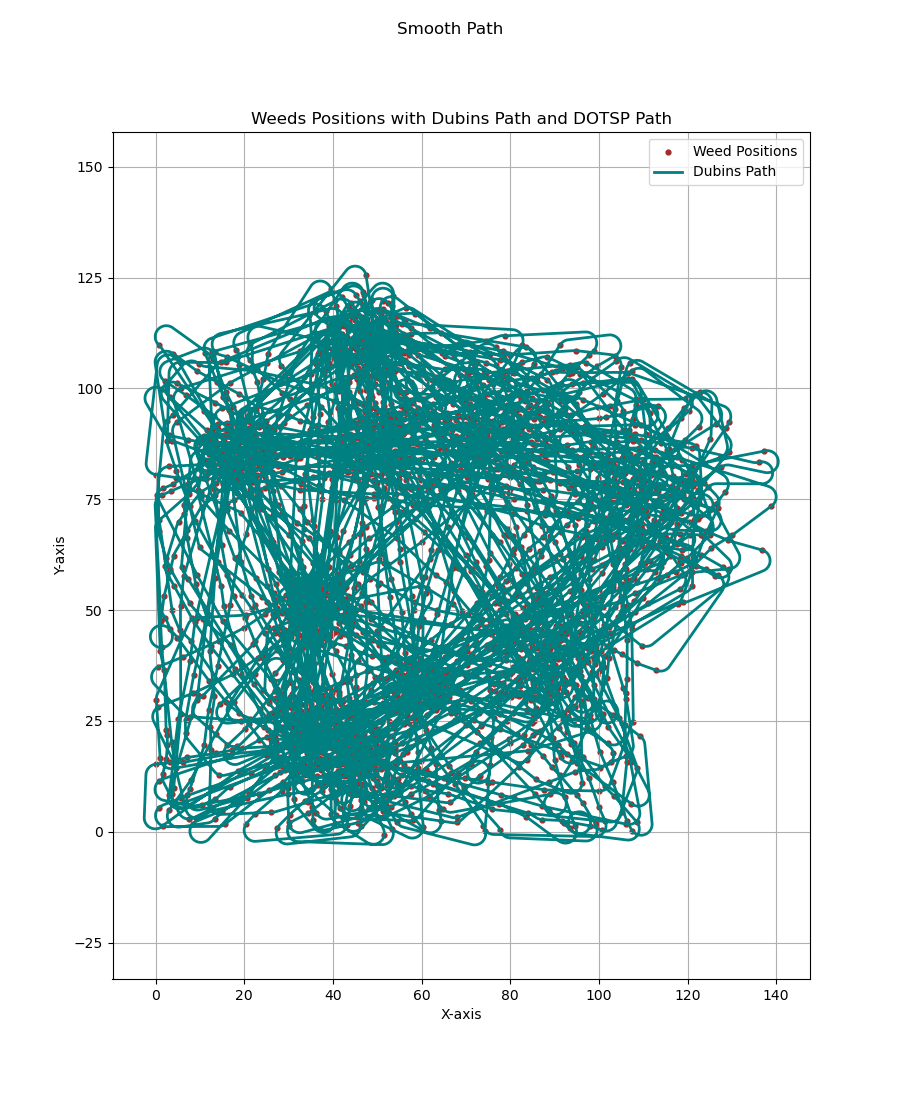 Smooth Path
Weeds Positions with Dubins Path and DOTSP Path
Weed Positions
Dubins Path
150
125
100
75
50
25
0
−25
Y-axis
0 20 40 60 80 100 120 140
X-axis